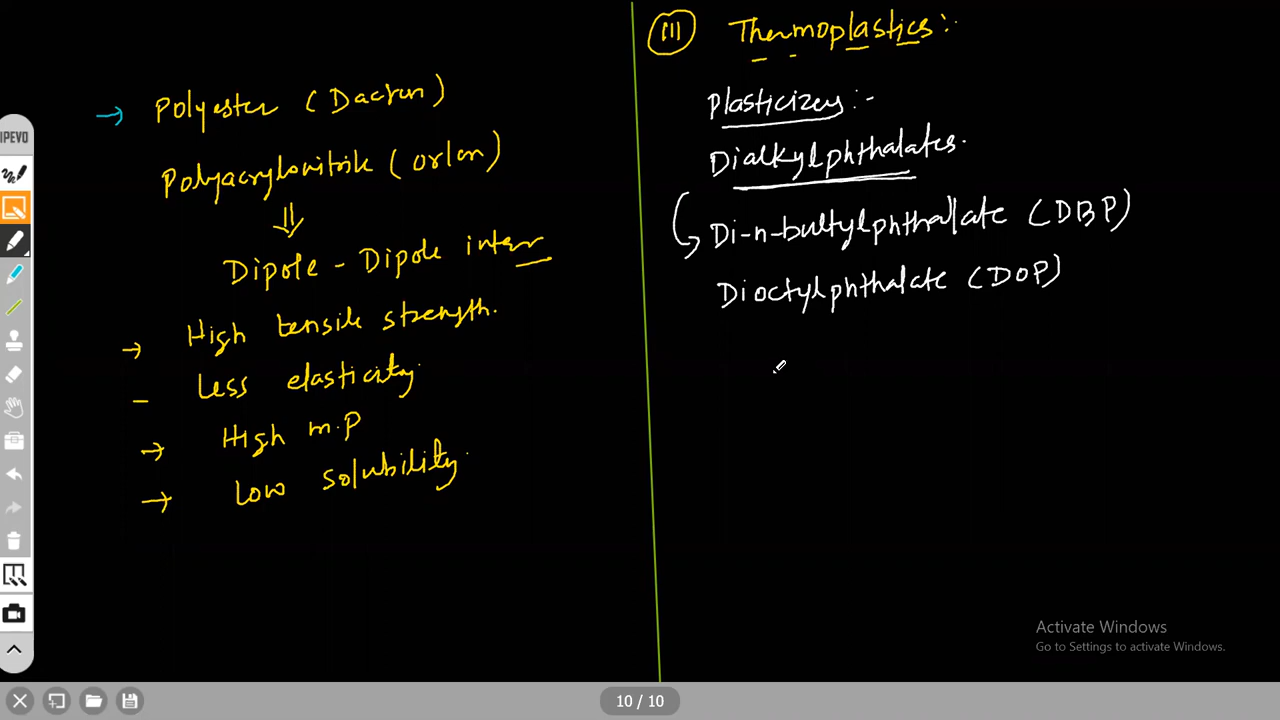 IPEVO
→ Polyester (Dacron)
Polyacrylonitrile (orlon)
⇓
Dipole - Dipole inter
→ High tensile strength.
- Less elasticity.
→ High m.P
→ Low solubility.
(III) Thermoplastics:-
Plasticizers:-
Dialkylphthalates.
Di-n-bultylphthallate (DBP)
Dioctylphthalate (DOP)
Activate Windows
Go to Settings to activate Windows.
10 / 10